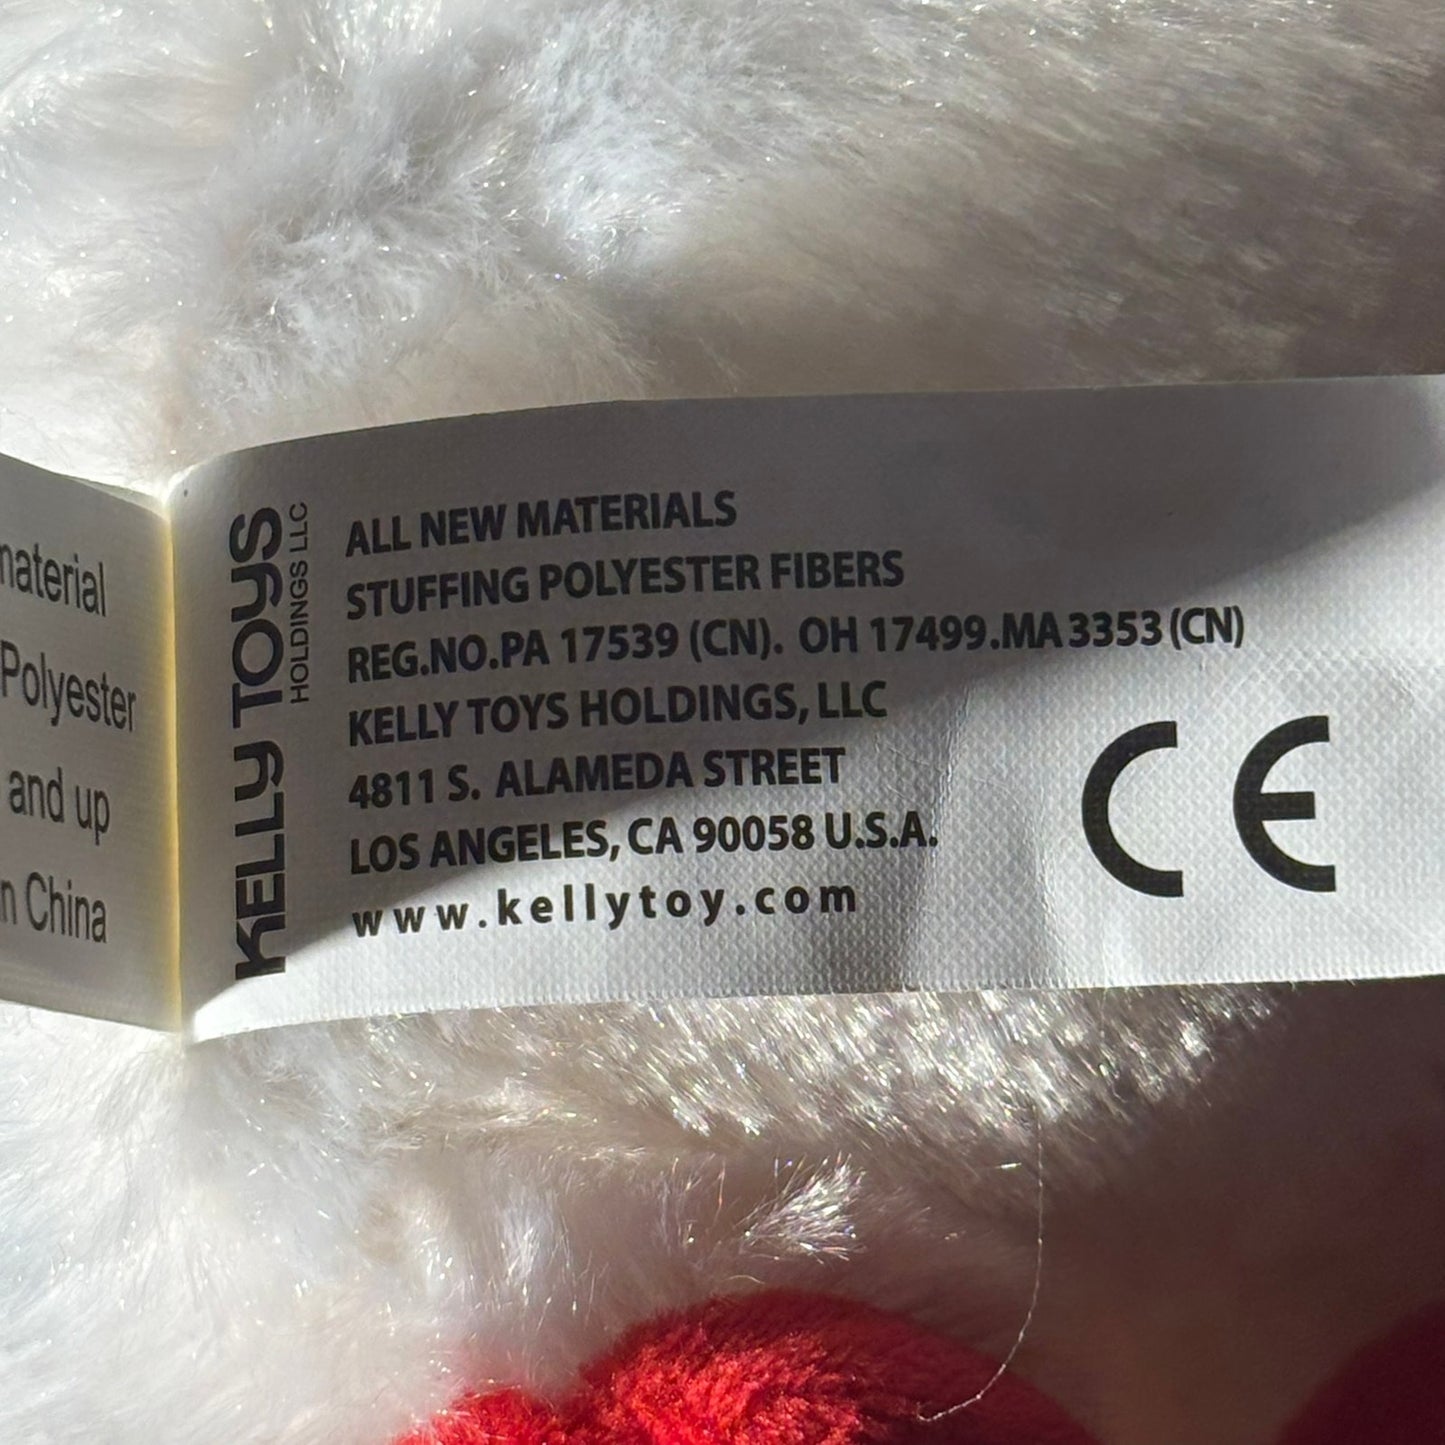 material
Polyester
and up
n China
KELLY TOYS
HOLDINGS LLC
ALL NEW MATERIALS
STUFFING POLYESTER FIBERS
REG.NO.PA 17539 (CN). OH 17499.MA 3353 (CN)
KELLY TOYS HOLDINGS, LLC
4811 S. ALAMEDA STREET
LOS ANGELES, CA 90058 U.S.A.
www.kellytoy.com
CE